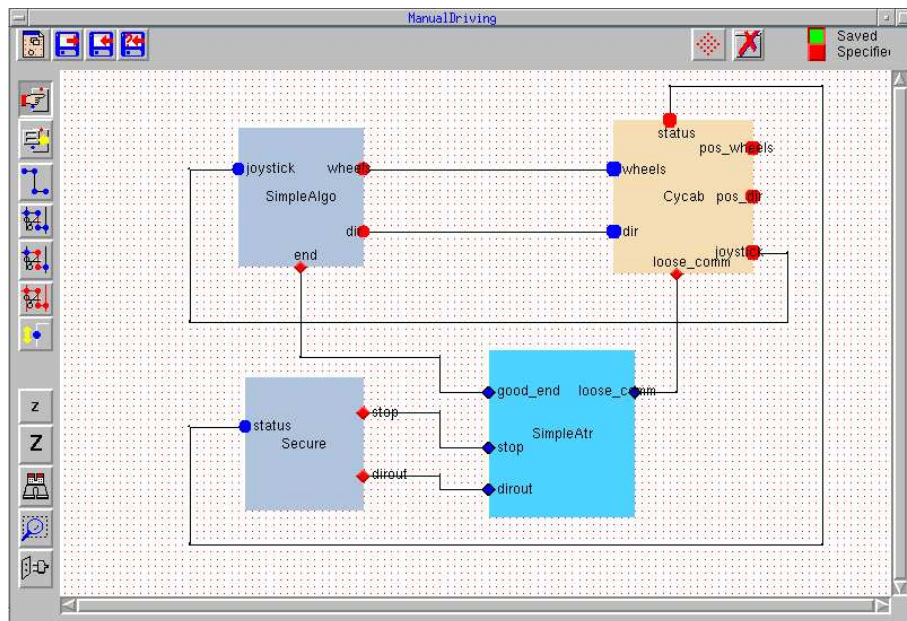 ManualDriving
Saved
Specifie
status
pos_wheels
joystick
wheels
wheels
SimpleAlgo
Cycab
pos_dir
dir
dir
end
joystick
loose_comm
good_end
loose_comm
stop
status
SimpleAtr
Secure
stop
dirout
dirout
z
Z